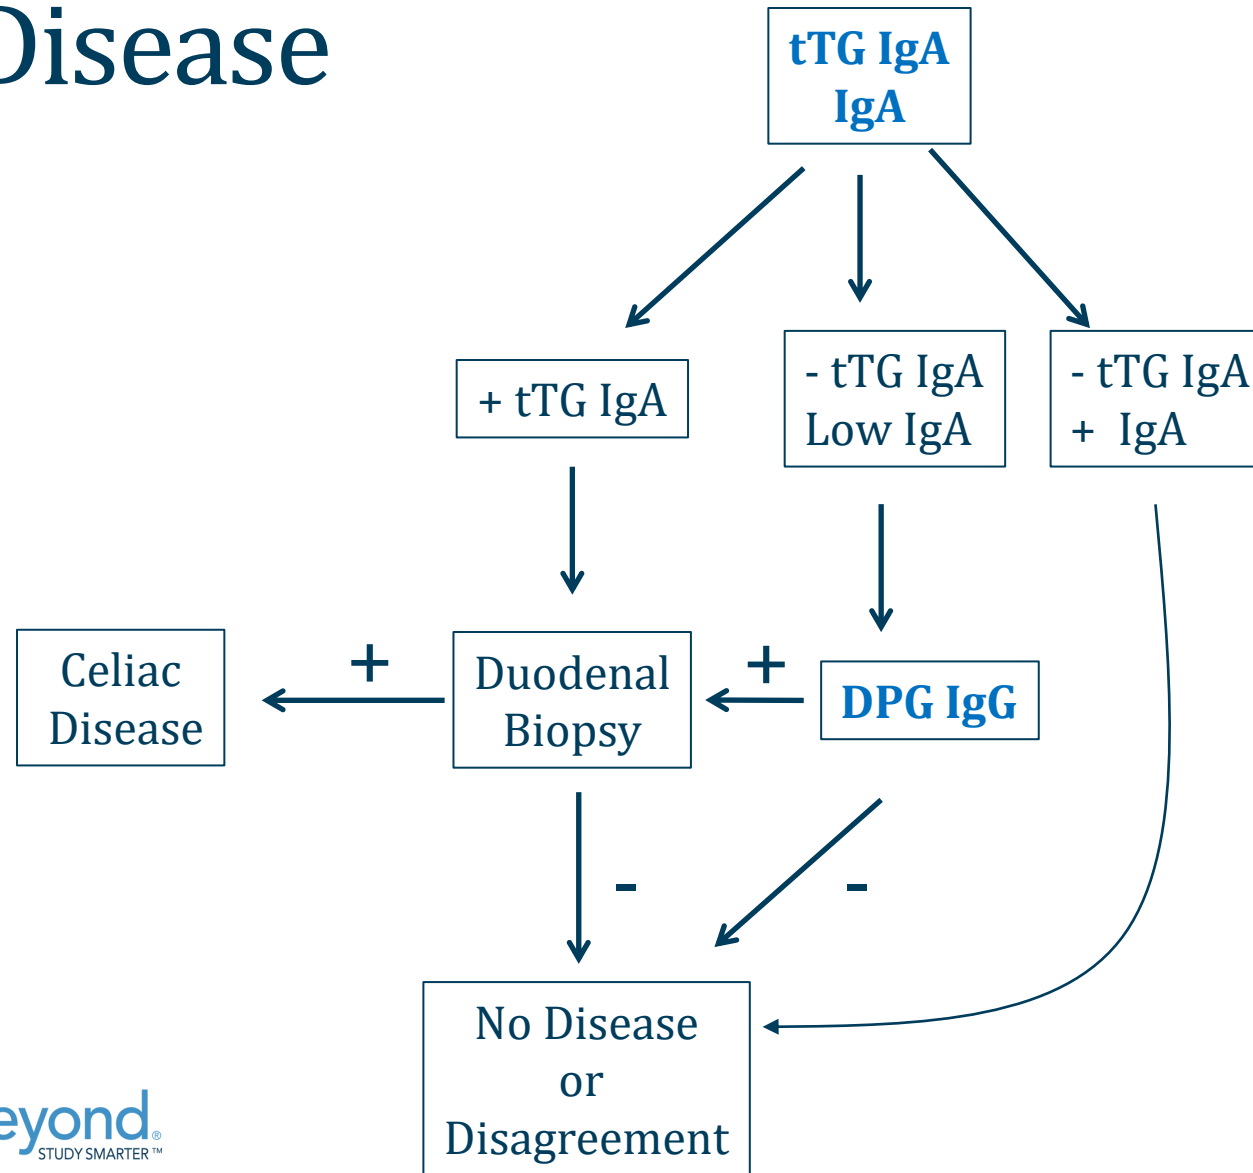 Disease
tTG IgA
IgA
+ tTG IgA
- tTG IgA
Low IgA
- tTG IgA
+ IgA
Celiac
Disease
+
Duodenal
Biopsy
+
DPG IgG
-
-
No Disease
or
Disagreement
eyond®
STUDY SMARTER™